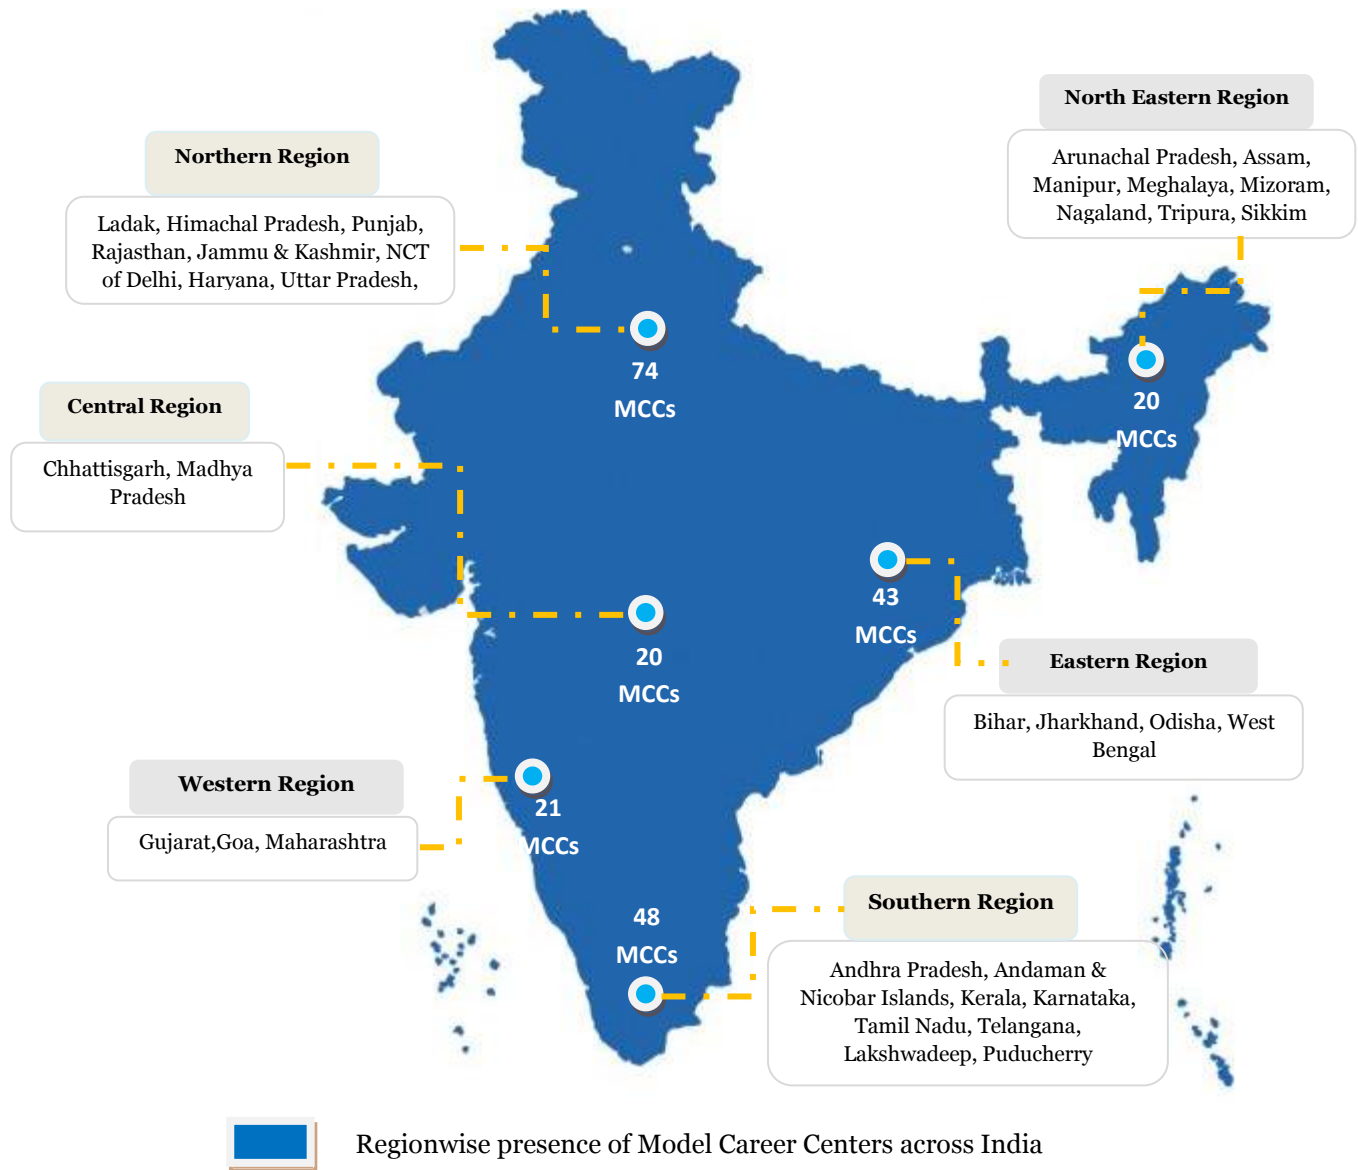 North Eastern Region
Arunachal Pradesh, Assam,
Manipur, Meghalaya, Mizoram,
Nagaland, Tripura, Sikkim
Northern Region
Ladak, Himachal Pradesh, Punjab,
Rajasthan, Jammu & Kashmir, NCT
of Delhi, Haryana, Uttar Pradesh,
74
MCCs
20
MCCs
Central Region
Chhattisgarh, Madhya
Pradesh
43
MCCs
20
MCCs
Eastern Region
Bihar, Jharkhand, Odisha, West
Bengal
Western Region
Gujarat,Goa, Maharashtra
21
MCCs
48
MCCs
Southern Region
Andhra Pradesh, Andaman &
Nicobar Islands, Kerala, Karnataka,
Tamil Nadu, Telangana,
Lakshwadeep, Puducherry
Regionwise presence of Model Career Centers across India